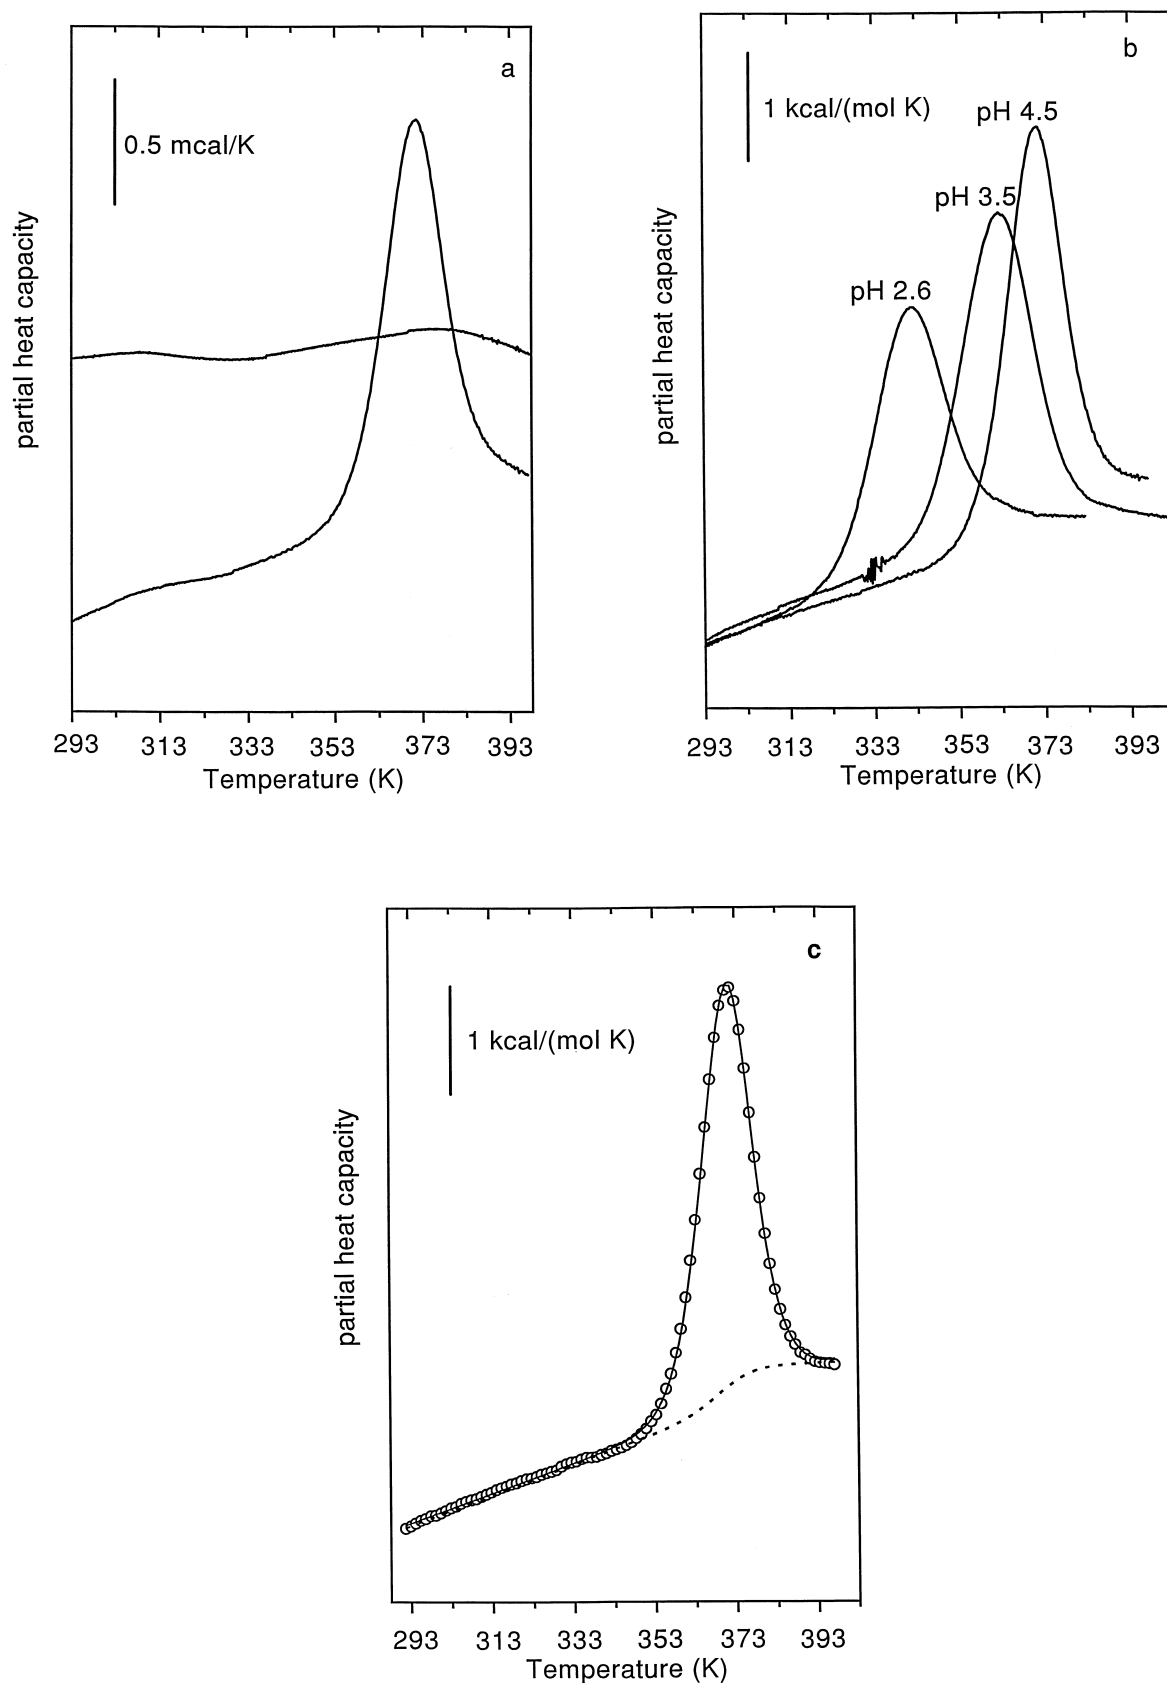 a
0.5 mcal/K
partial heat capacity
293 313 333 353 373 393
Temperature (K)
b
1 kcal/(mol K)
pH 4.5
pH 3.5
pH 2.6
partial heat capacity
293 313 333 353 373 393
Temperature (K)
c
1 kcal/(mol K)
partial heat capacity
293 313 333 353 373 393
Temperature (K)